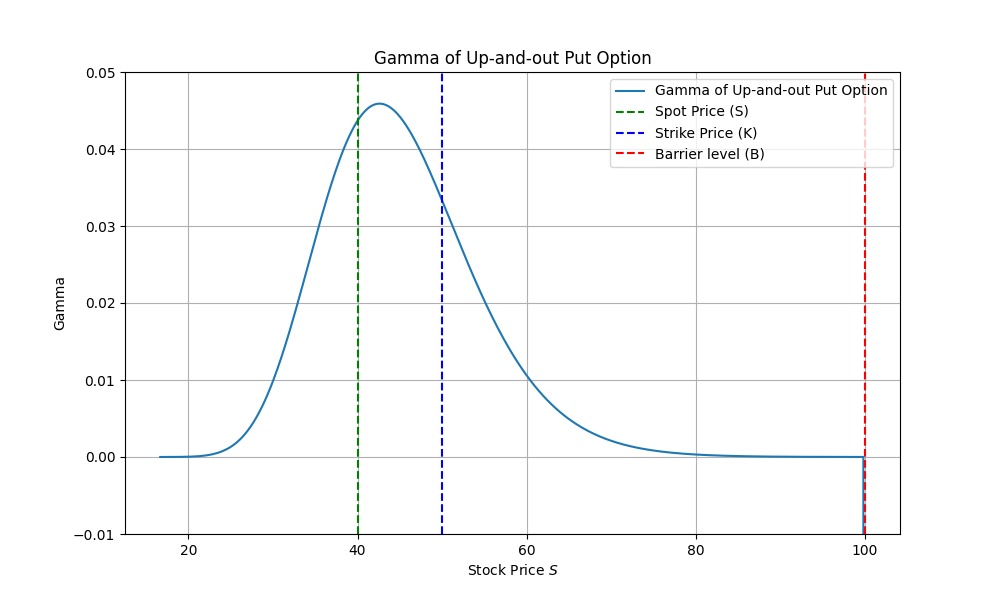 Gamma of Up-and-out Put Option
0.05
0.04
0.03
0.02
0.01
0.00
−0.01
Gamma
Gamma of Up-and-out Put Option
Spot Price (S)
Strike Price (K)
Barrier level (B)
20 40 60 80 100
Stock Price S